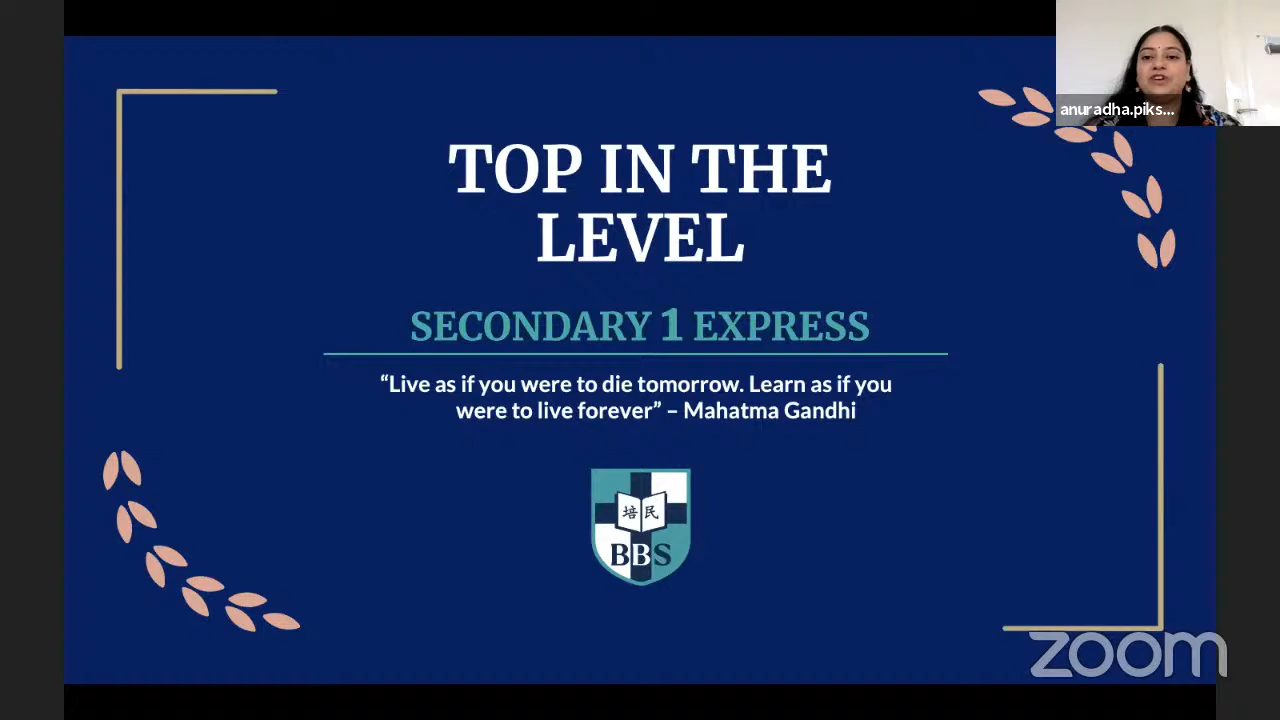 anuradha.piks...
TOP IN THE
LEVEL
SECONDARY 1 EXPRESS
“Live as if you were to die tomorrow. Learn as if you
were to live forever” – Mahatma Gandhi
培民
BBS
zoom